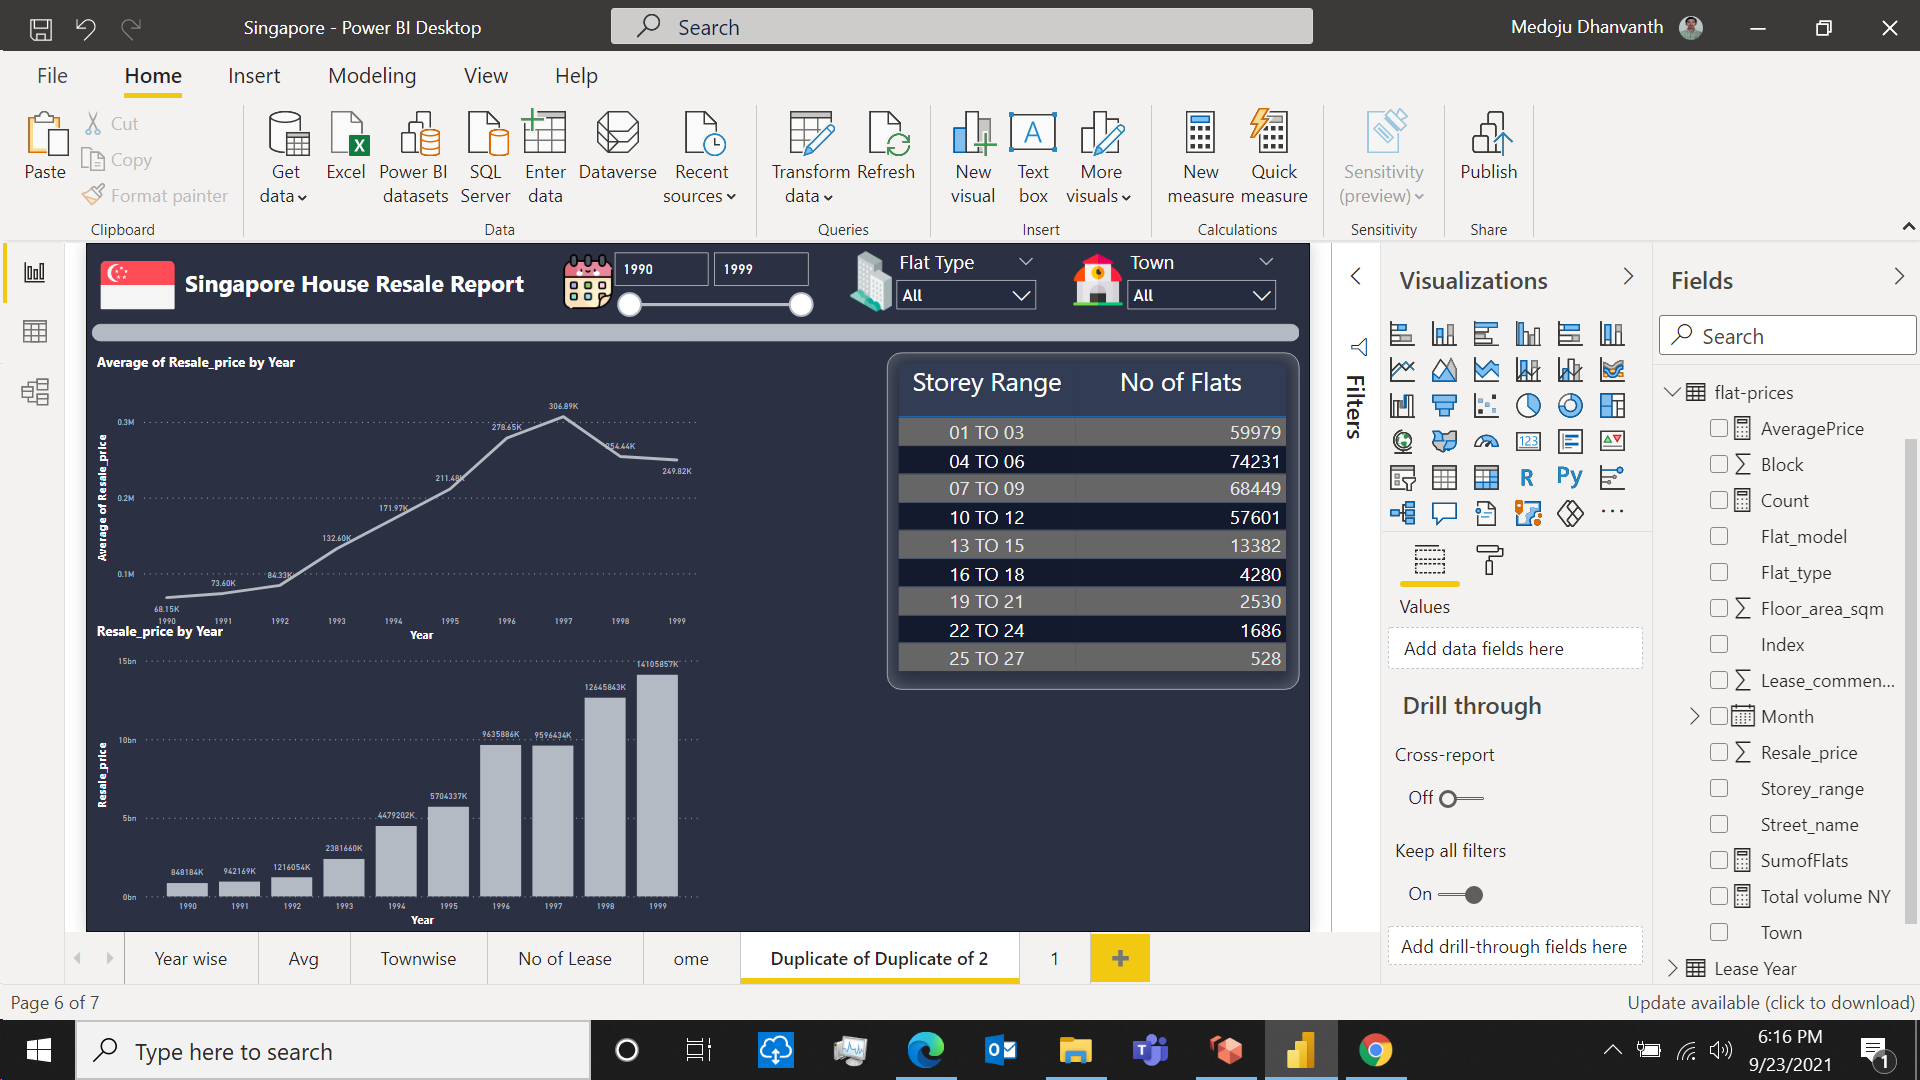 Singapore - Power BI Desktop
Search
Medoju Dhanvanth
File
Home
Insert
Modeling
View
Help
Paste
Cut
Copy
Format painter
Clipboard
Get data
Excel
Power BI datasets
SQL Server
Enter data
Dataverse
Recent sources
Data
Transform data
Refresh
Queries
New visual
A
Text box
More visuals
Insert
New measure
Quick measure
Calculations
Sensitivity (preview)
Sensitivity
Publish
Share
Singapore House Resale Report
1990
1999
Flat Type
All
Town
All
Average of Resale_price by Year
Average of Resale_price
0.3M
0.2M
0.1M
68.15K
73.60K
84.33K
132.60K
171.97K
211.48K
278.65K
306.89K
254.44K
249.82K
1990
1991
1992
1993
1994
1995
1996
1997
1998
1999
Year
Resale_price by Year
Resale_price
15bn
10bn
5bn
0bn
848184K
942169K
1216054K
2381660K
4479202K
5704337K
9635886K
9596434K
12645843K
14105857K
1990
1991
1992
1993
1994
1995
1996
1997
1998
1999
Year
Storey Range No of Flats
01 TO 03 59979
04 TO 06 74231
07 TO 09 68449
10 TO 12 57601
13 TO 15 13382
16 TO 18 4280
19 TO 21 2530
22 TO 24 1686
25 TO 27 528
Filters
Visualizations
123
R
Py
Values
Add data fields here
Drill through
Cross-report
Off
Keep all filters
On
Add drill-through fields here
Fields
Search
flat-prices
AveragePrice
Block
Count
Flat_model
Flat_type
Floor_area_sqm
Index
Lease_commen...
Month
Resale_price
Storey_range
Street_name
SumofFlats
Total volume NY
Town
Lease Year
Year wise
Avg
Townwise
No of Lease
ome
Duplicate of Duplicate of 2
1
Page 6 of 7
Update available (click to download)
Type here to search
6:16 PM
9/23/2021
1